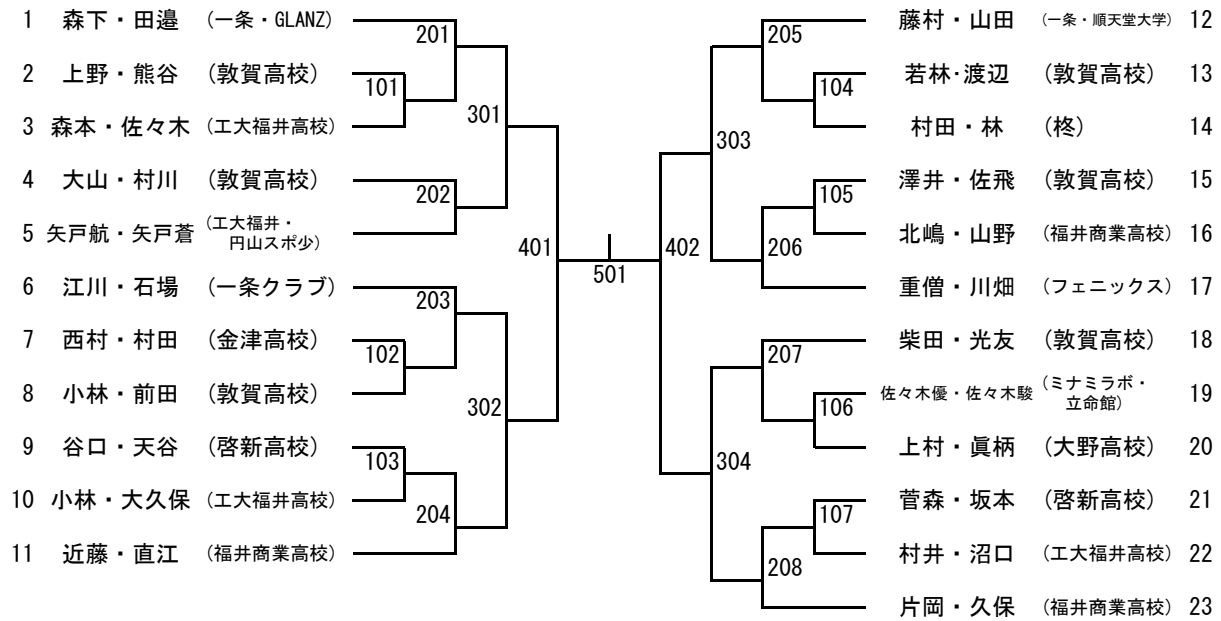 1 森下・田邉 (一条・GLANZ)
2 上野・熊谷 (敦賀高校)
3 森本・佐々木 (工大福井高校)
4 大山・村川 (敦賀高校)
5 矢戸航・矢戸蒼 (工大福井・
円山スポ少)
6 江川・石場 (一条クラブ)
7 西村・村田 (金津高校)
8 小林・前田 (敦賀高校)
9 谷口・天谷 (啓新高校)
10 小林・大久保 (工大福井高校)
11 近藤・直江 (福井商業高校)
201
101
301
202
401
203
102
302
103
204
501
402
205
104
303
105
206
207
106
304
107
208
藤村・山田 (一条・順天堂大学) 12
若林・渡辺 (敦賀高校) 13
村田・林 (柊) 14
澤井・佐飛 (敦賀高校) 15
北嶋・山野 (福井商業高校) 16
重僧・川畑 (フェニックス) 17
柴田・光友 (敦賀高校) 18
佐々木優・佐々木駿 (ミナミラボ・
立命館) 19
上村・眞柄 (大野高校) 20
菅森・坂本 (啓新高校) 21
村井・沼口 (工大福井高校) 22
片岡・久保 (福井商業高校) 23